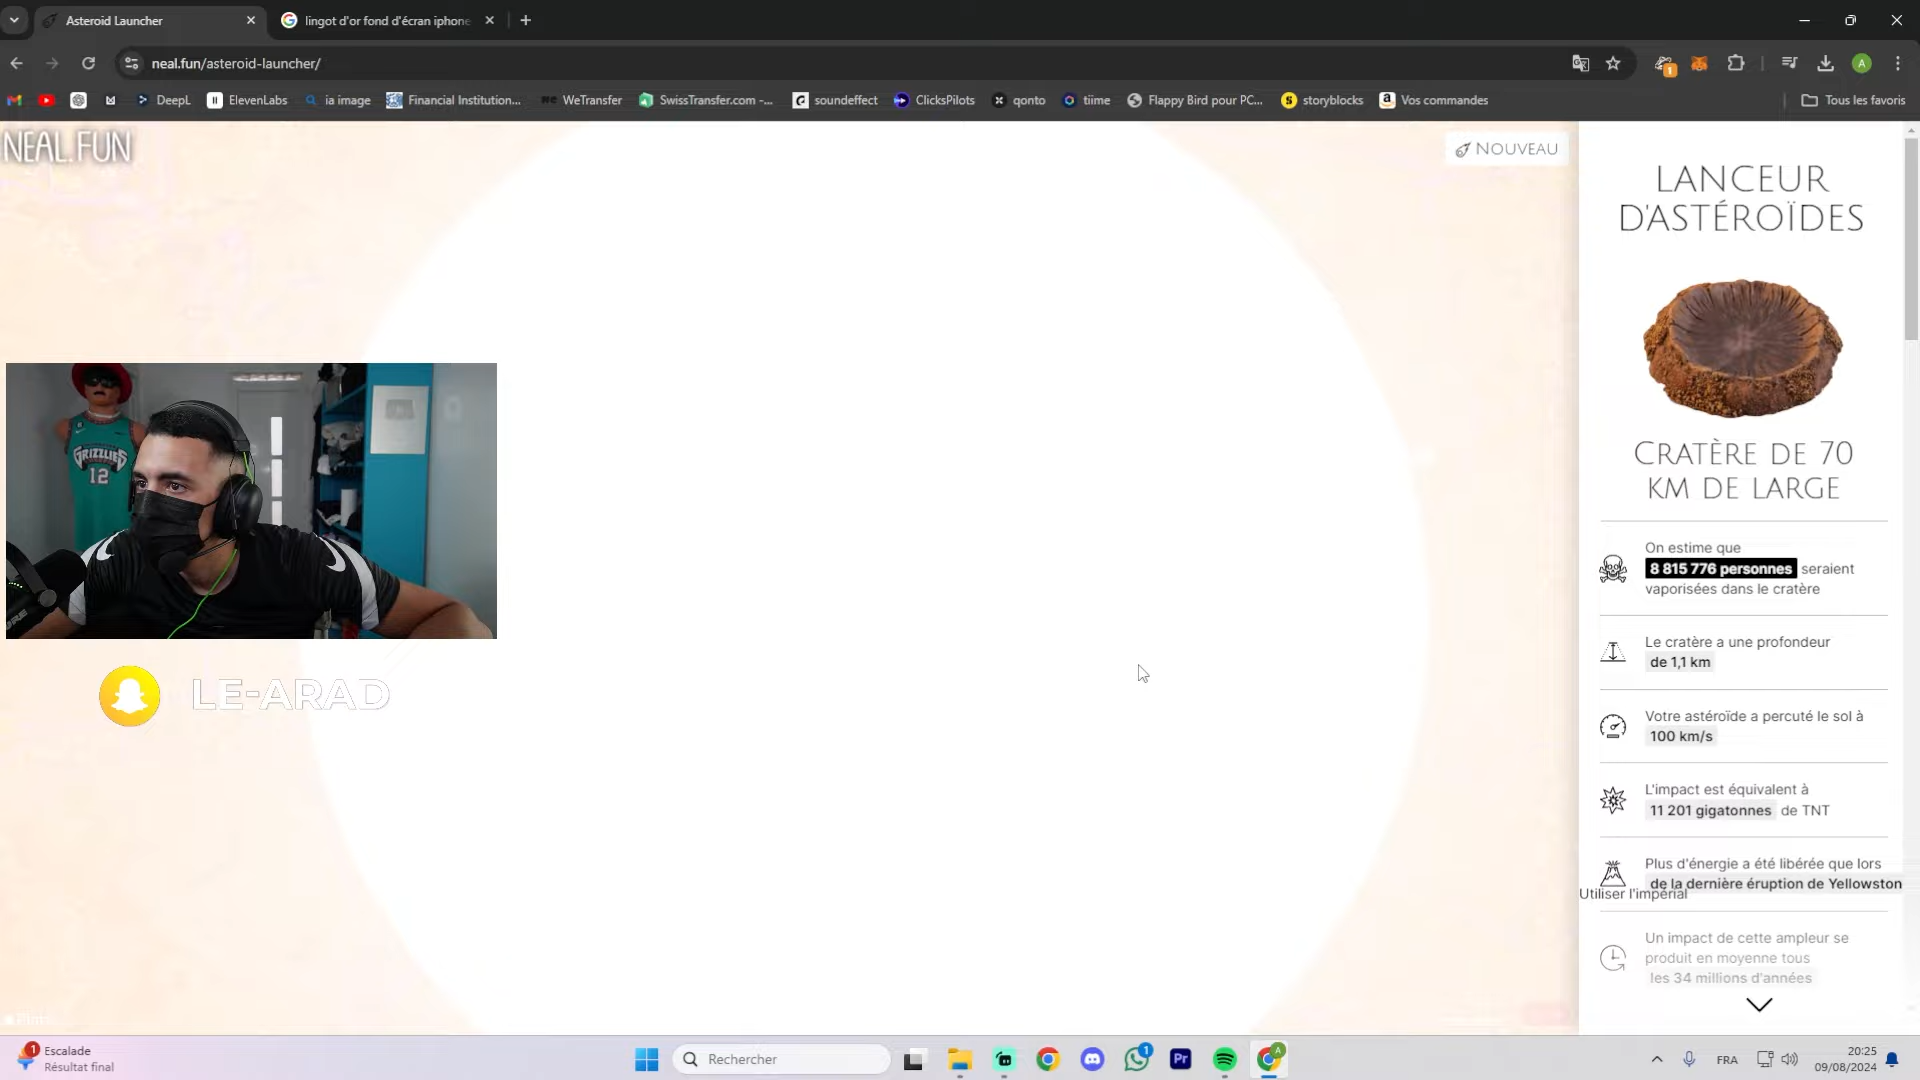 Asteroid Launcher
lingot d'or fond d'écran iphone
neal.fun/asteroid-launcher/
DeepL
ElevenLabs
ia image
Financial Institution...
WeTransfer
SwissTransfer.com -...
soundeffect
ClicksPilots
qonto
tiime
Flappy Bird pour PC...
storyblocks
Vos commandes
Tous les favoris
NEAL.FUN
NOUVEAU
LANCEUR
D'ASTÉROÏDES
GRIZZLIES
12
CRATÈRE DE 70
KM DE LARGE
On estime que
8 815 776 personnes seraient
vaporisées dans le cratère
Le cratère a une profondeur
de 1,1 km
Votre astéroïde a percuté le sol à
100 km/s
L'impact est équivalent à
11 201 gigatonnes de TNT
Plus d'énergie a été libérée que lors
de la dernière éruption de Yellowston
Utiliser l'impérial
Un impact de cette ampleur se
produit en moyenne tous
les 34 millions d'années
LE-ARAD
1
Escalade
Résultat final
Rechercher
Pr
FRA
20:25
09/08/2024